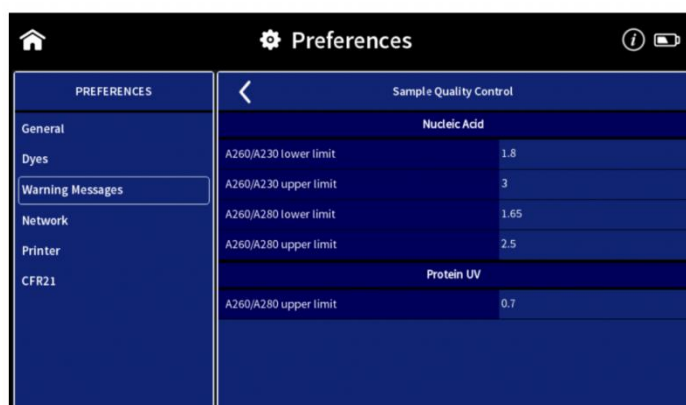 Preferences
PREFERENCES
General
Dyes
Warning Messages
Network
Printer
CFR21
Sample Quality Control
Nucleic Acid
A260/A230 lower limit 1.8
A260/A230 upper limit 3
A260/A280 lower limit 1.65
A260/A280 upper limit 2.5
Protein UV
A260/A280 upper limit 0.7